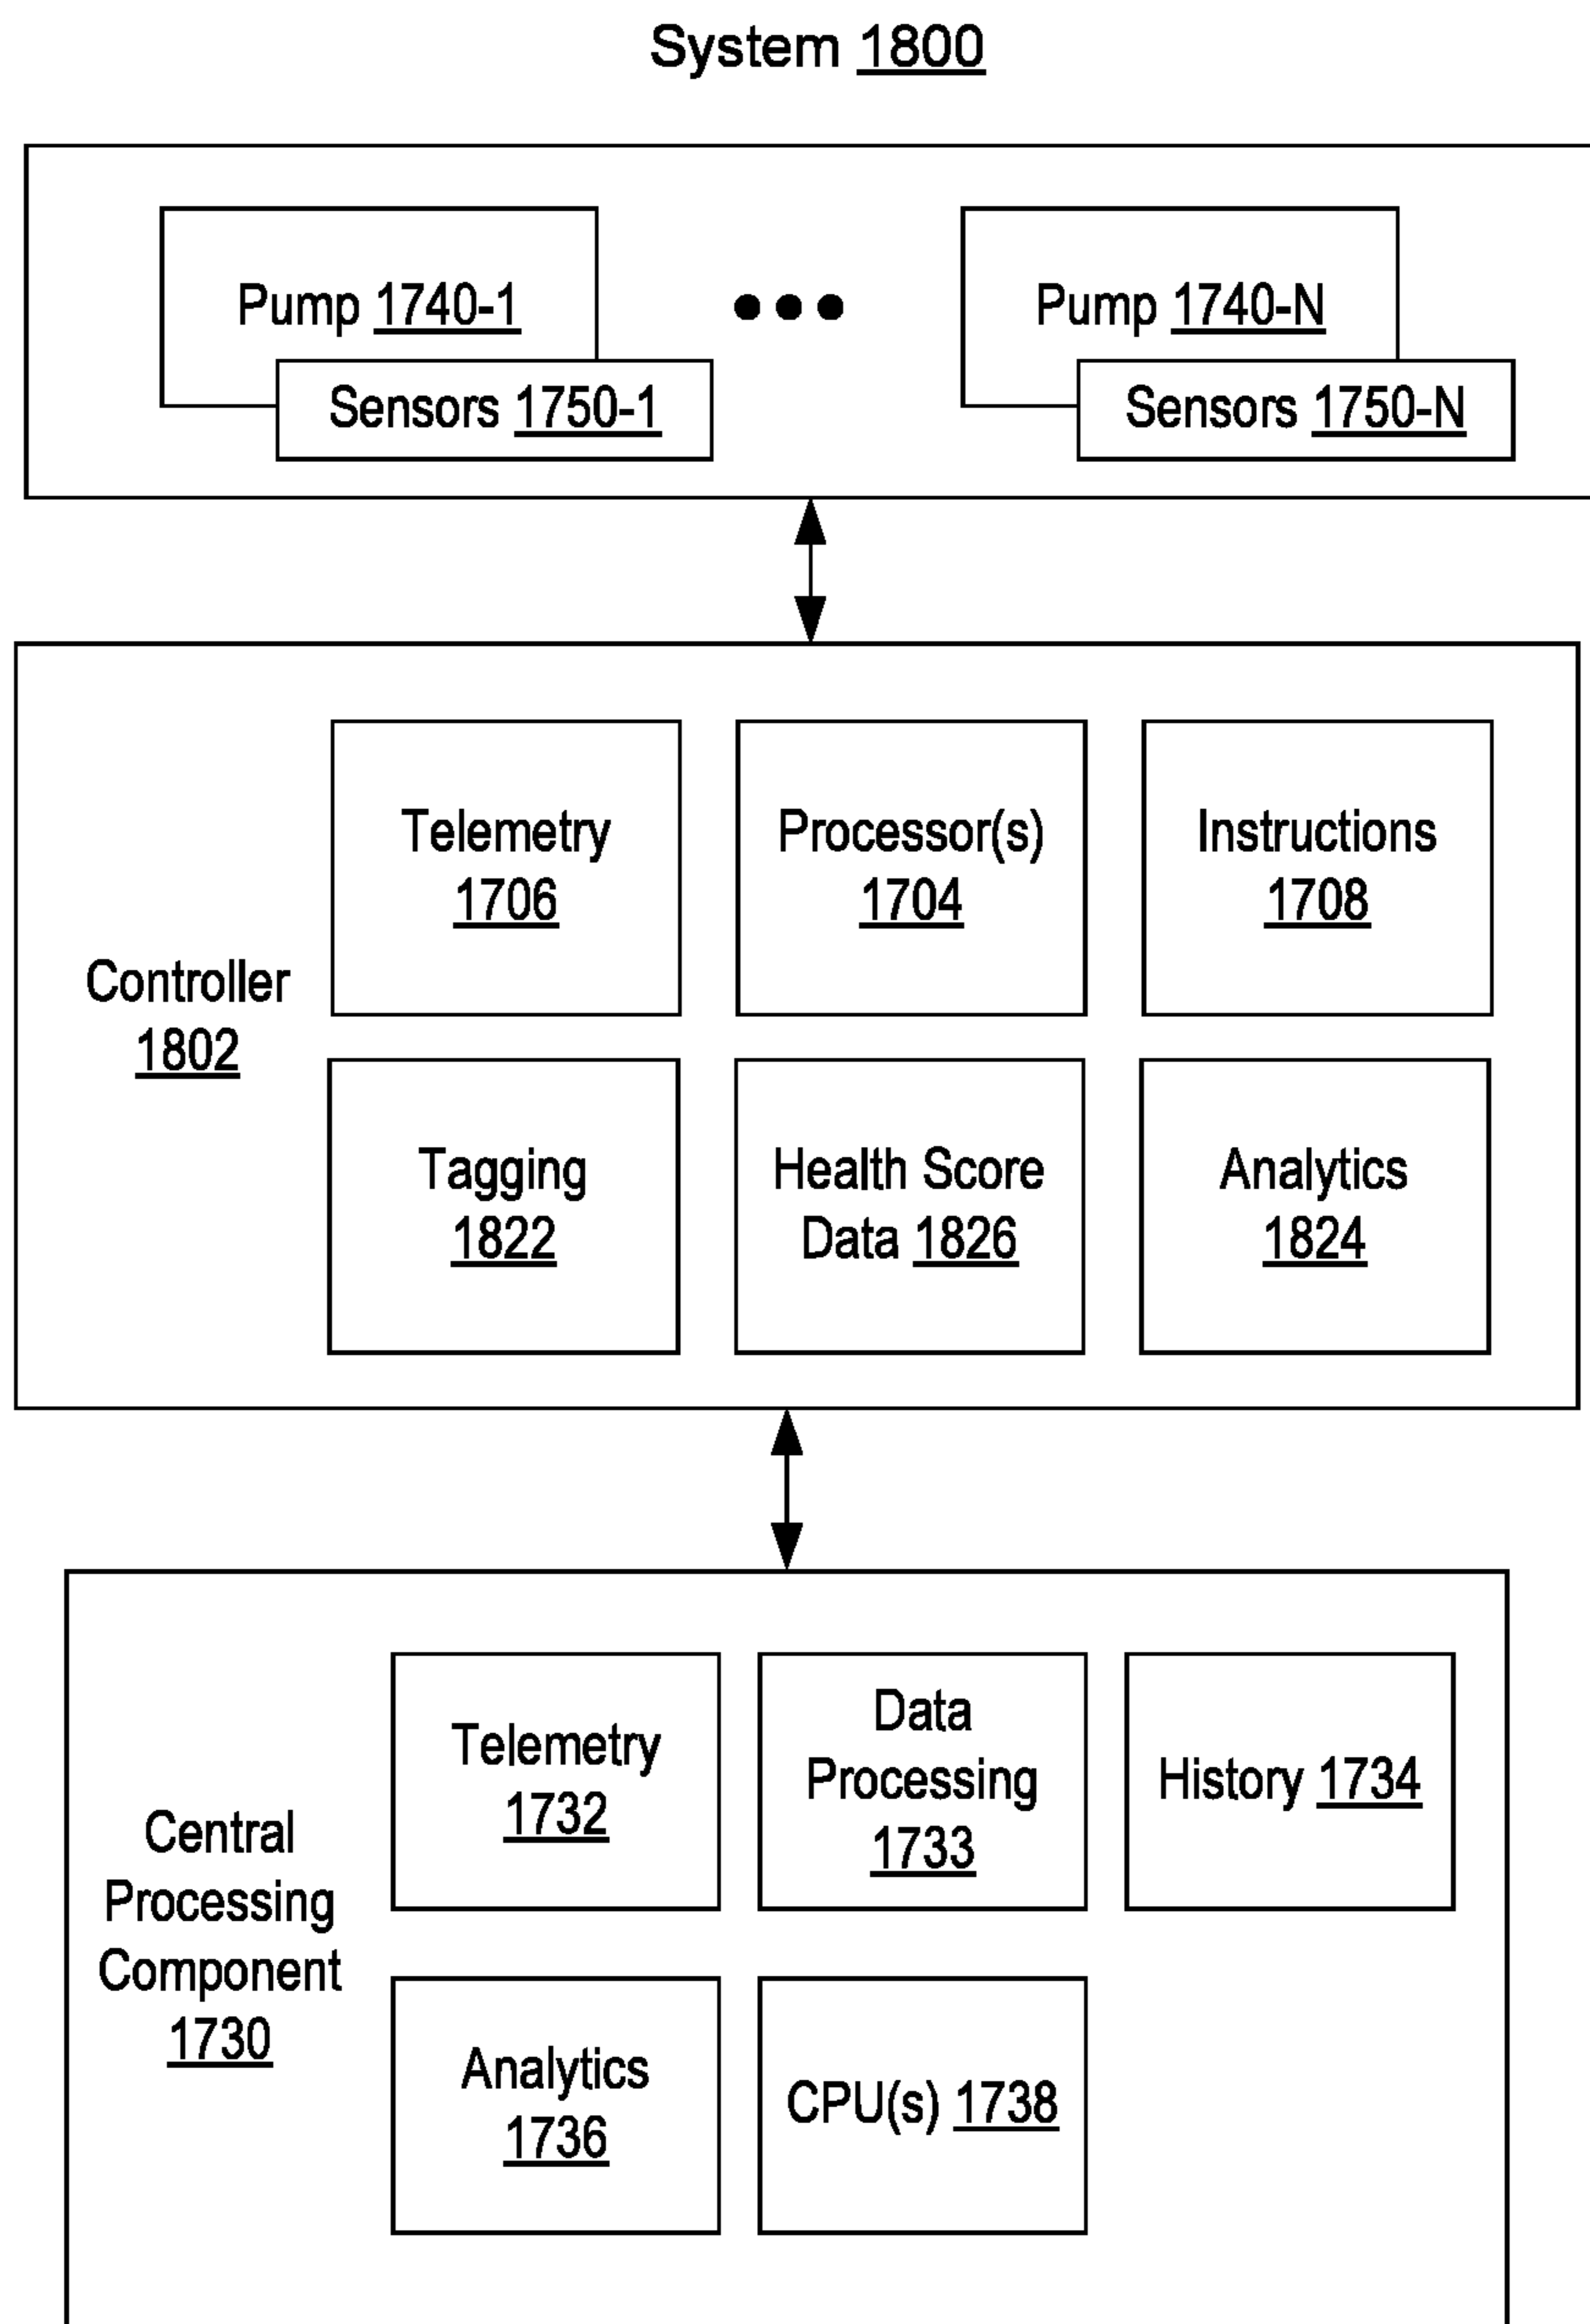 System 1800
Pump 1740-1
Pump 1740-N
Sensors 1750-1
Sensors 1750-N
Telemetry
1706
Processor(s)
1704
Instructions
1708
Controller
1802
Tagging
1822
Health Score
Data 1826
Analytics
1824
Telemetry
1732
Data
Processing
1733
History 1734
Central
Processing
Component
1730
Analytics
1736
CPU(s) 1738